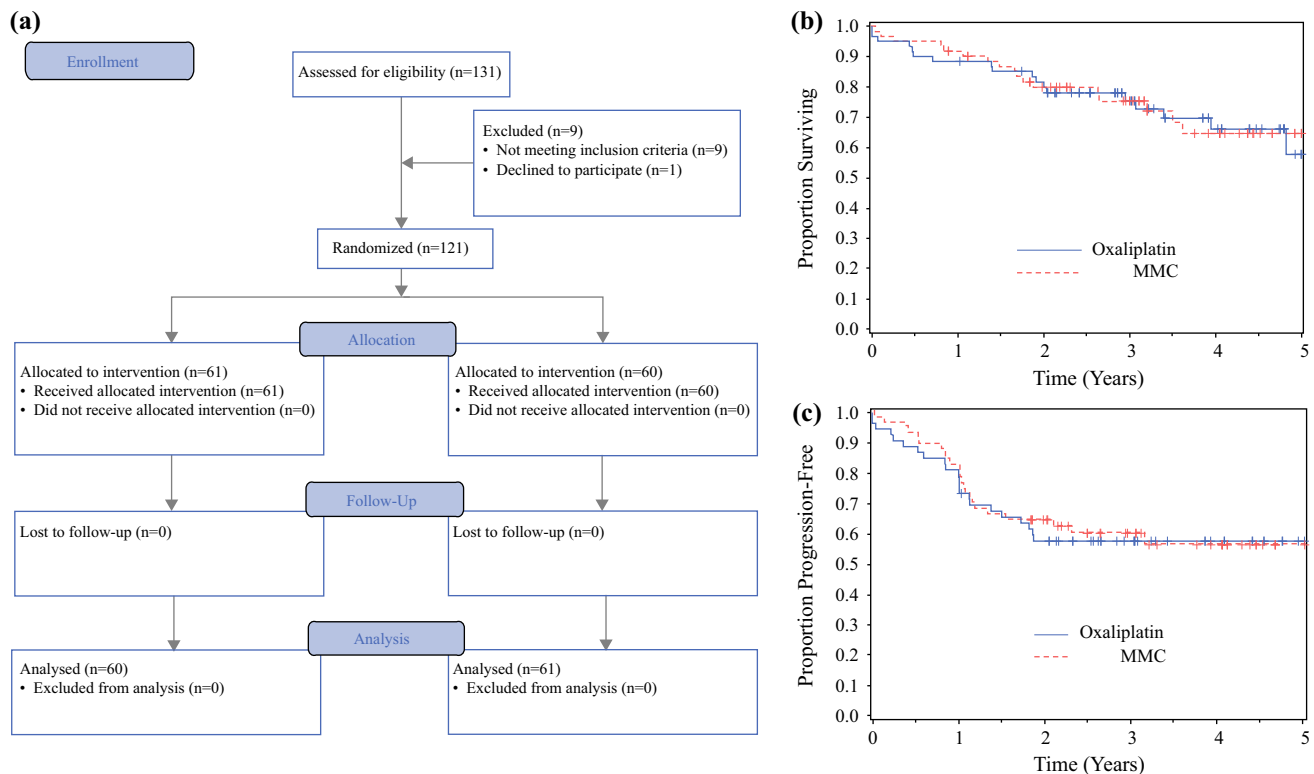 (a)
Enrollment
Assessed for eligibility (n=131)
Excluded (n=9)
• Not meeting inclusion criteria (n=9)
• Declined to participate (n=1)
Randomized (n=121)
Allocation
Allocated to intervention (n=61)
• Received allocated intervention (n=61)
• Did not receive allocated intervention (n=0)
Allocated to intervention (n=60)
• Received allocated intervention (n=60)
• Did not receive allocated intervention (n=0)
Follow-Up
Lost to follow-up (n=0)
Lost to follow-up (n=0)
Analysis
Analysed (n=60)
• Excluded from analysis (n=0)
Analysed (n=61)
• Excluded from analysis (n=0)
(b)
Proportion Surviving
1.0
0.9
0.8
0.7
0.6
0.5
0.4
0.3
0.2
0.1
0.0
Oxaliplatin
MMC
0 1 2 3 4 5
Time (Years)
(c)
Proportion Progression-Free
1.0
0.9
0.8
0.7
0.6
0.5
0.4
0.3
0.2
0.1
0.0
Oxaliplatin
MMC
0 1 2 3 4 5
Time (Years)